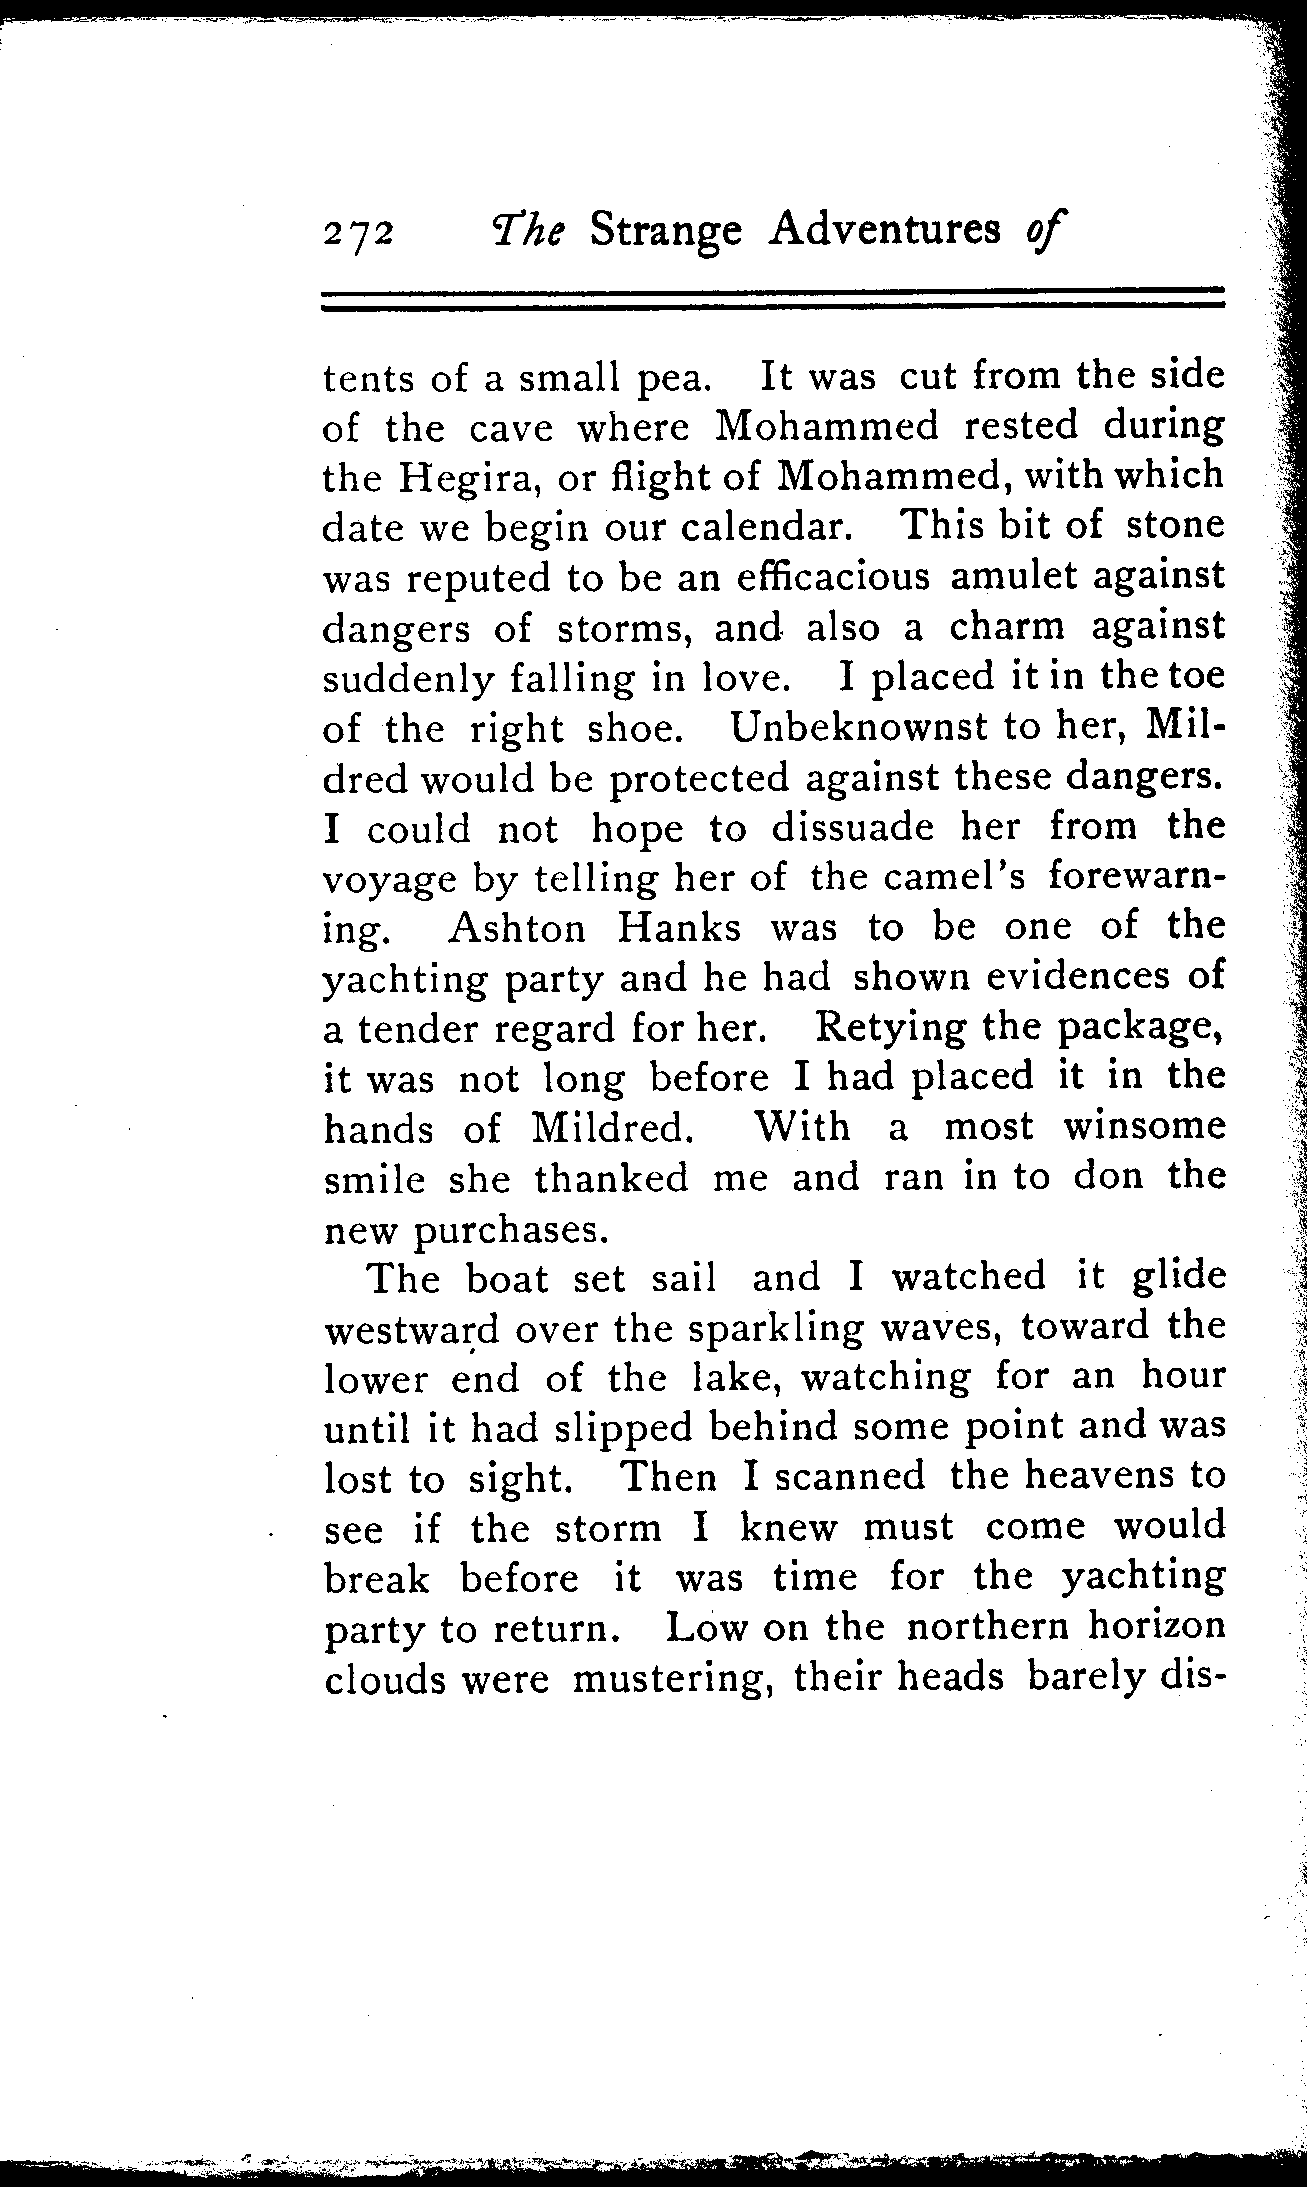 272 The Strange Adventures of
tents of a small pea. It was cut from the side
of the cave where Mohammed rested during
the Hegira, or flight of Mohammed, with which
date we begin our calendar. This bit of stone
was reputed to be an efficacious amulet against
dangers of storms, and also a charm against
suddenly falling in love. I placed it in the toe
of the right shoe. Unbeknownst to her, Mil-
dred would be protected against these dangers.
I could not hope to dissuade her from the
voyage by telling her of the camel's forewarn-
ing. Ashton Hanks was to be one of the
yachting party and he had shown evidences of
a tender regard for her. Retying the package,
it was not long before I had placed it in the
hands of Mildred. With a most winsome
smile she thanked me and ran in to don the
new purchases.
The boat set sail and I watched it glide
westward over the sparkling waves, toward the
lower end of the lake, watching for an hour
until it had slipped behind some point and was
lost to sight. Then I scanned the heavens to
see if the storm I knew must come would
break before it was time for the yachting
party to return. Low on the northern horizon
clouds were mustering, their heads barely dis-